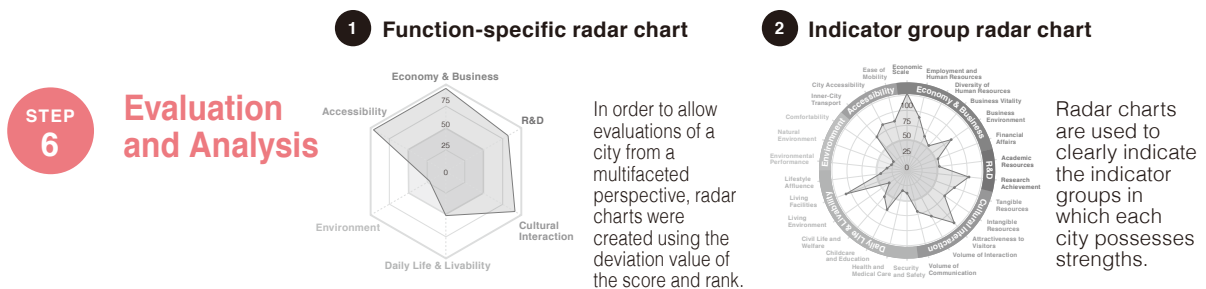 STEP
6
Evaluation
and Analysis
1 Function-specific radar chart
Economy & Business
Accessibility
R&D
Environment
Cultural
Interaction
Daily Life & Livability
75
50
25
0
In order to allow
evaluations of a
city from a
multifaceted
perspective, radar
charts were
created using the
deviation value of
the score and rank.
2 Indicator group radar chart
Economic
Scale
Employment and
Human Resources
Diversity of
Human Resources
Business Vitality
Business
Environment
Financial
Affairs
Academic
Resources
Research
Achievement
Tangible
Resources
Intangible
Resources
Attractiveness to
Visitors
Volume of Interaction
Volume of
Communication
Security
and Safety
Health and
Medical Care
Childcare
and Education
Civil Life and
Welfare
Living
Environment
Living
Facilities
Lifestyle
Affluence
Environmental
Performance
Natural
Environment
Comfortability
Inner-City
Transport
City Accessibility
Ease of
Mobility
Economy & Business
R&D
Cultural Interaction
Daily Life & Livability
Environment
Accessibility
100
75
50
25
0
Radar charts
are used to
clearly indicate
the indicator
groups in
which each
city possesses
strengths.